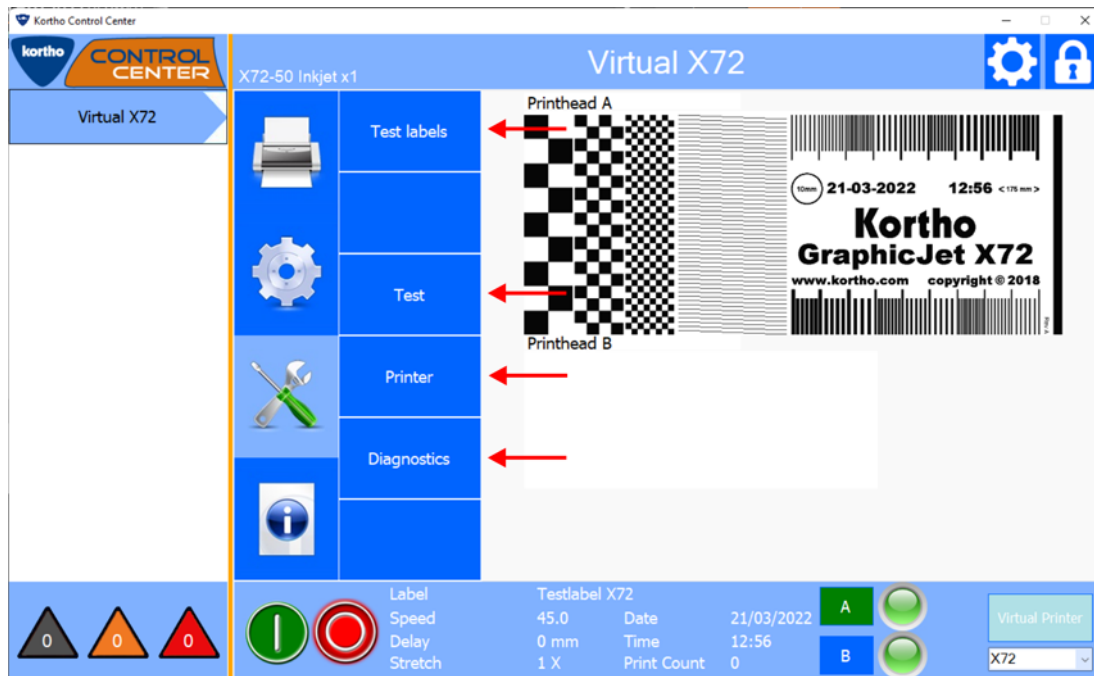 Kortho Control Center
kortho
CONTROL
CENTER
X72-50 Inkjet x1
Virtual X72
Virtual X72
Test labels
Test
Printer
Diagnostics
Printhead A
10mm
21-03-2022 12:56 <175 mm>
Kortho
GraphicJet X72
www.kortho.com copyright © 2018
Rev A
Printhead B
0
0
0
Label Testlabel X72
Speed 45.0 Date 21/03/2022
Delay 0 mm Time 12:56
Stretch 1 X Print Count 0
A
B
Virtual Printer
X72